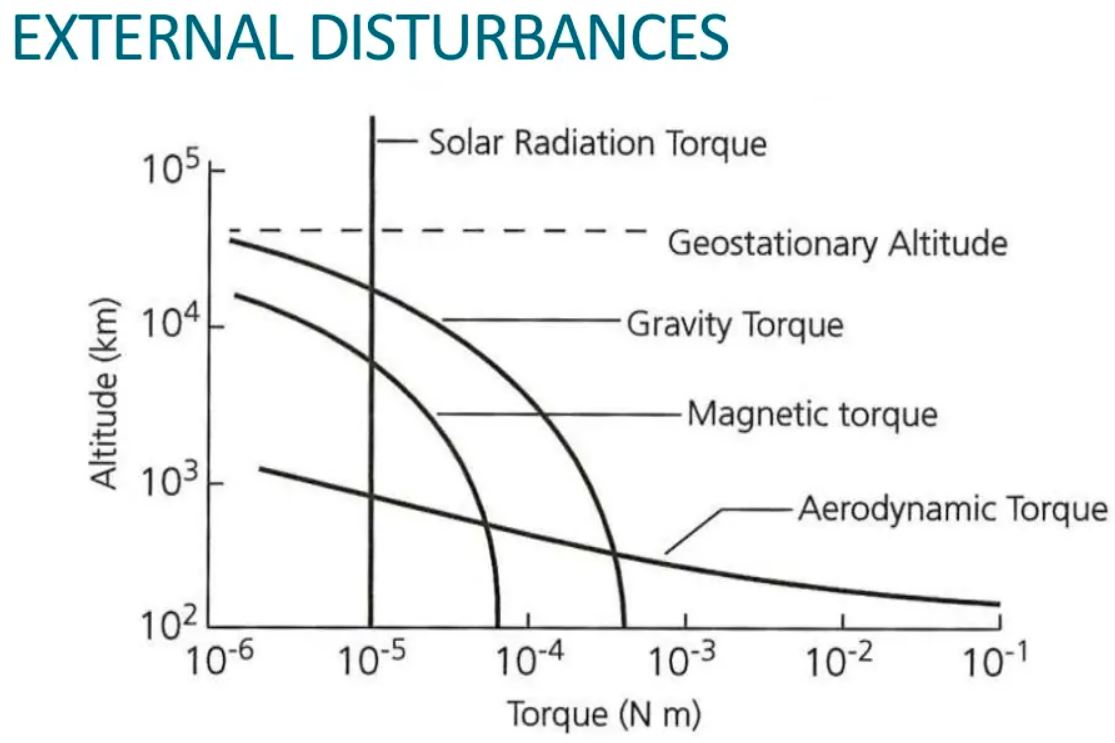 EXTERNAL DISTURBANCES
Solar Radiation Torque
10^5
Geostationary Altitude
10^4
Gravity Torque
Altitude (km)
Magnetic torque
10^3
Aerodynamic Torque
10^2
10^-6 10^-5 10^-4 10^-3 10^-2 10^-1
Torque (N m)